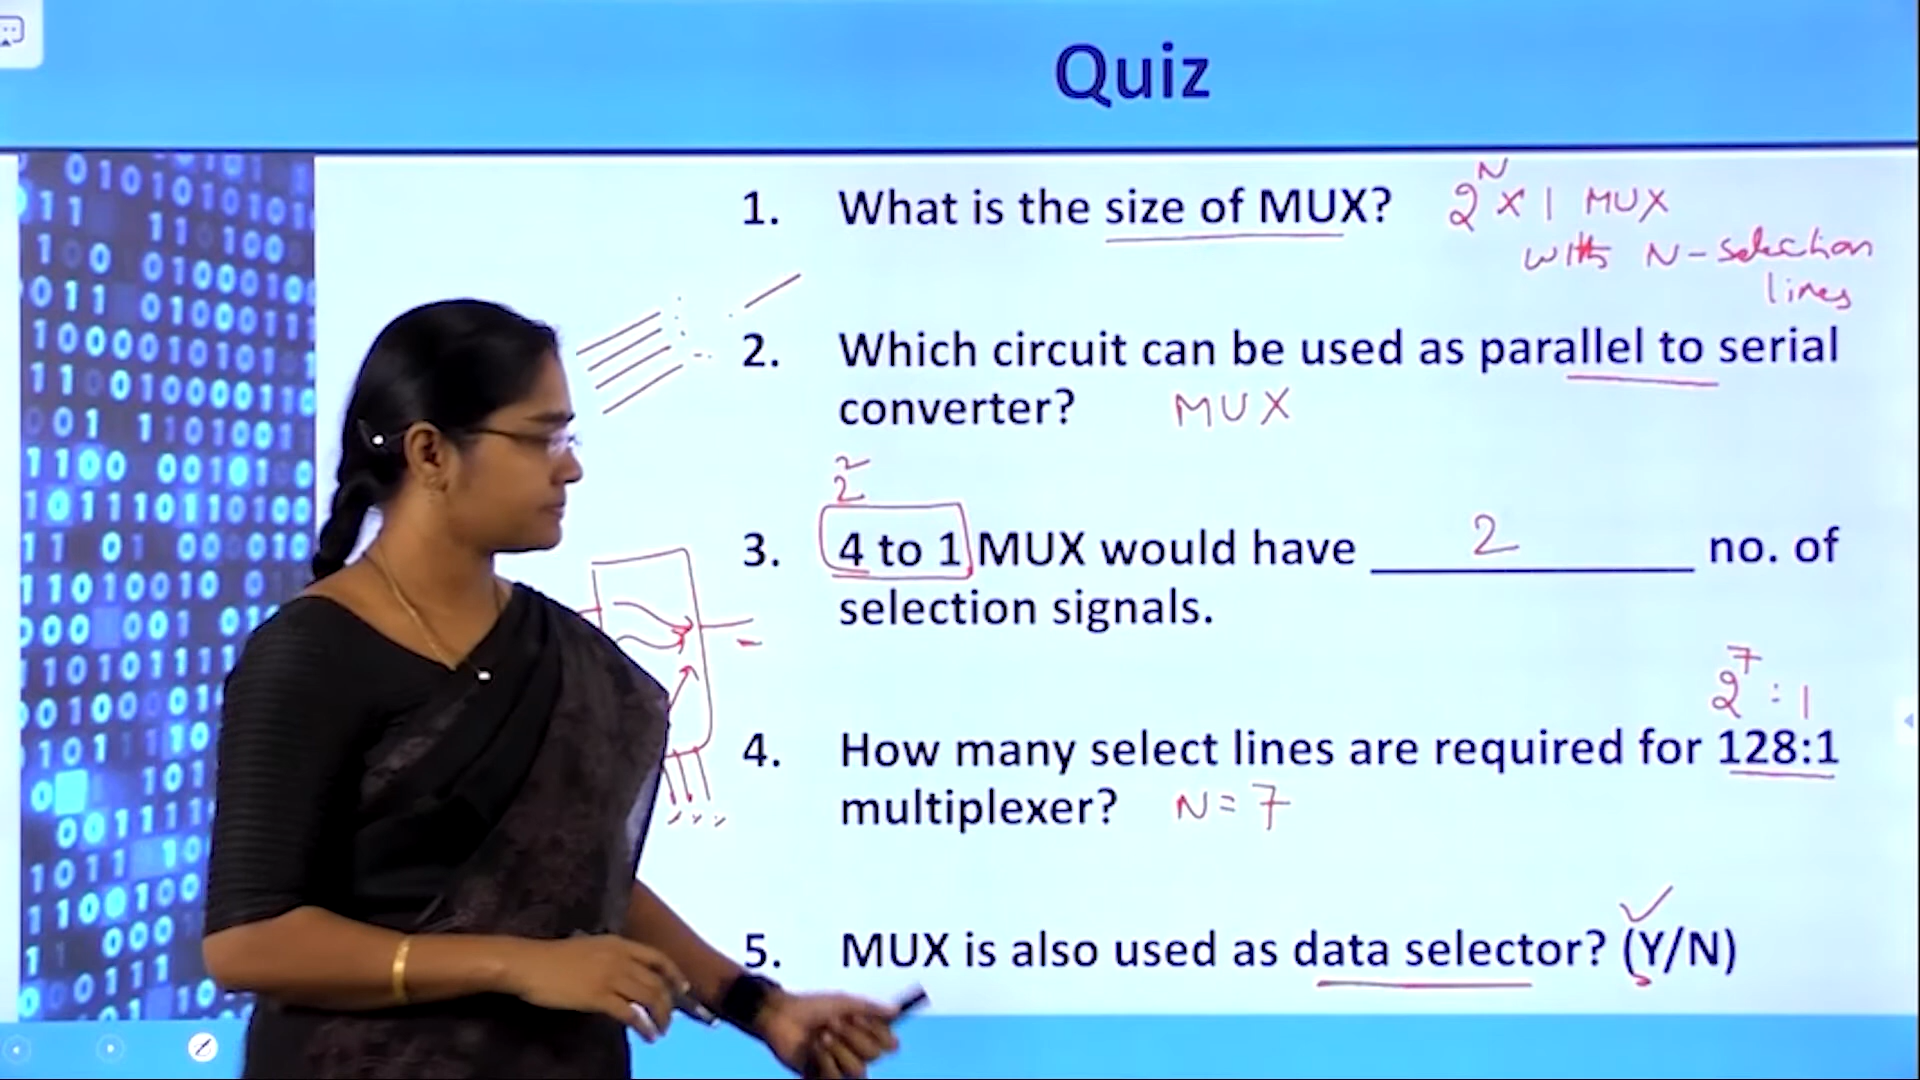 Quiz
1. What is the size of MUX? 2^N x 1 MUX
with N-selection
lines
2. Which circuit can be used as parallel to serial
converter? MUX
2^2
3. 4 to 1 MUX would have 2 no. of
selection signals.
2^7 : 1
4. How many select lines are required for 128:1
multiplexer? N = 7
5. MUX is also used as data selector? (Y/N)